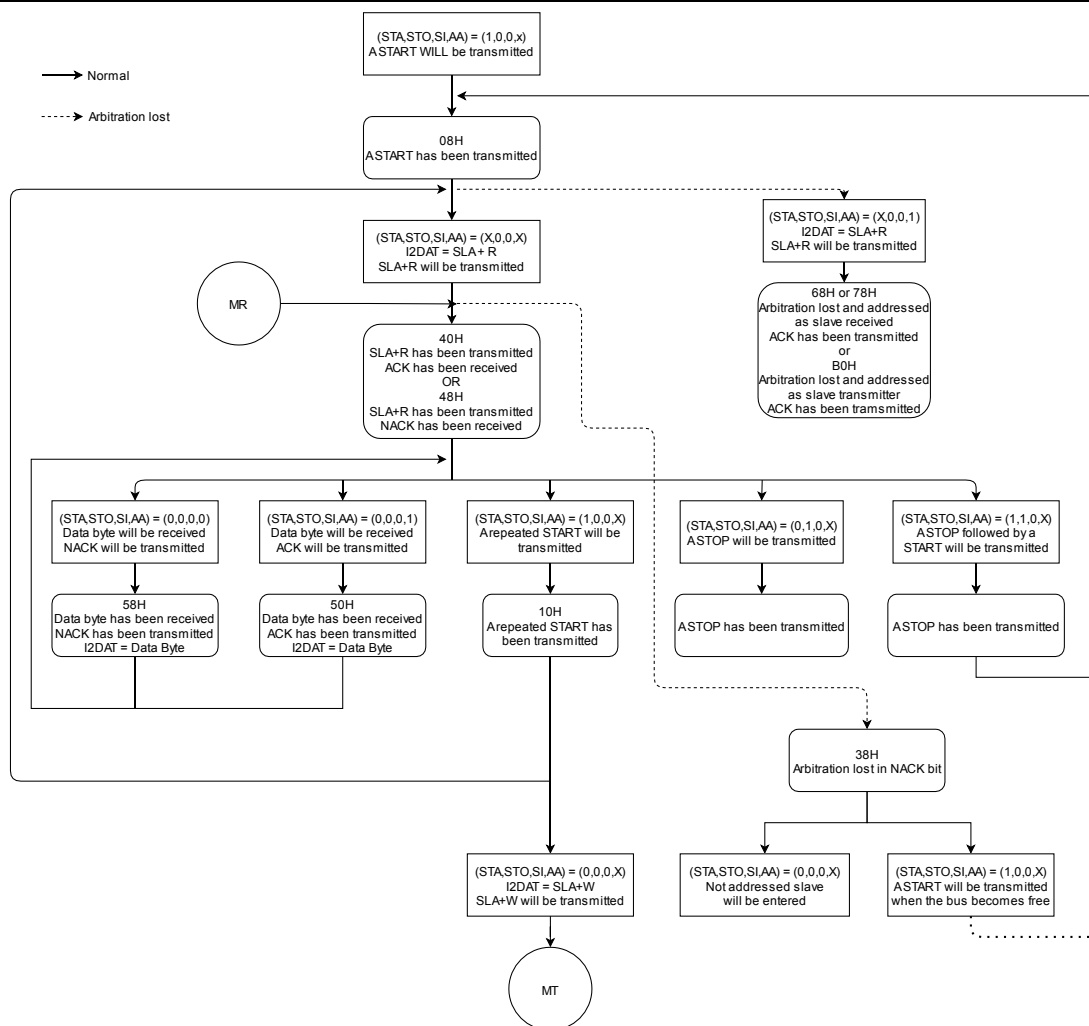 (STA,STO,SI,AA) = (1,0,0,x)
ASTART WILL be transmitted
Normal
Arbitration lost
08H
ASTART has been transmitted
(STA,STO,SI,AA) = (X,0,0,X)
I2DAT = SLA + R
SLA+R will be transmitted
(STA,STO,SI,AA) = (X,0,0,1)
I2DAT = SLA+R
SLA+R will be transmitted
MR
68H or 78H
Arbitration lost and addressed
as slave received
ACK has been transmitted
or
B0H
Arbitration lost and addressed
as slave transmitter
ACK has been tramsmitted
40H
SLA+R has been transmitted
ACK has been received
OR
48H
SLA+R has been transmitted
NACK has been received
(STA,STO,SI,AA) = (0,0,0,0)
Data byte will be received
NACK will be transmitted
(STA,STO,SI,AA) = (0,0,0,1)
Data byte will be received
ACK will be transmitted
(STA,STO,SI,AA) = (1,0,0,X)
Arepeated START will be
transmitted
(STA,STO,SI,AA) = (0,1,0,X)
ASTOP will be transmitted
(STA,STO,SI,AA) = (1,1,0,X)
ASTOP followed by a
START will be transmitted
58H
Data byte has been received
NACK has been transmitted
I2DAT = Data Byte
50H
Data byte has been received
ACK has been transmitted
I2DAT = Data Byte
10H
Arepeated START has
been transmitted
ASTOP has been transmitted
ASTOP has been transmitted
38H
Arbitration lost in NACK bit
(STA,STO,SI,AA) = (0,0,0,X)
I2DAT = SLA+W
SLA+W will be transmitted
(STA,STO,SI,AA) = (0,0,0,X)
Not addressed slave
will be entered
(STA,STO,SI,AA) = (1,0,0,X)
ASTART will be transmitted
when the bus becomes free
MT